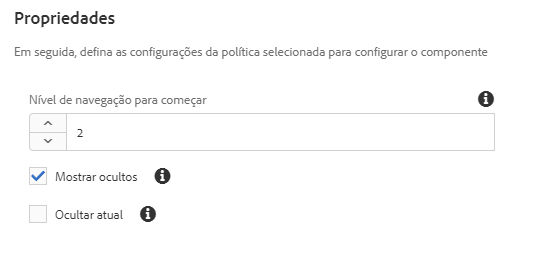 Propriedades
Em seguida, defina as configurações da política selecionada para configurar o componente
Nível de navegação para começar
2
Mostrar ocultos
Ocultar atual